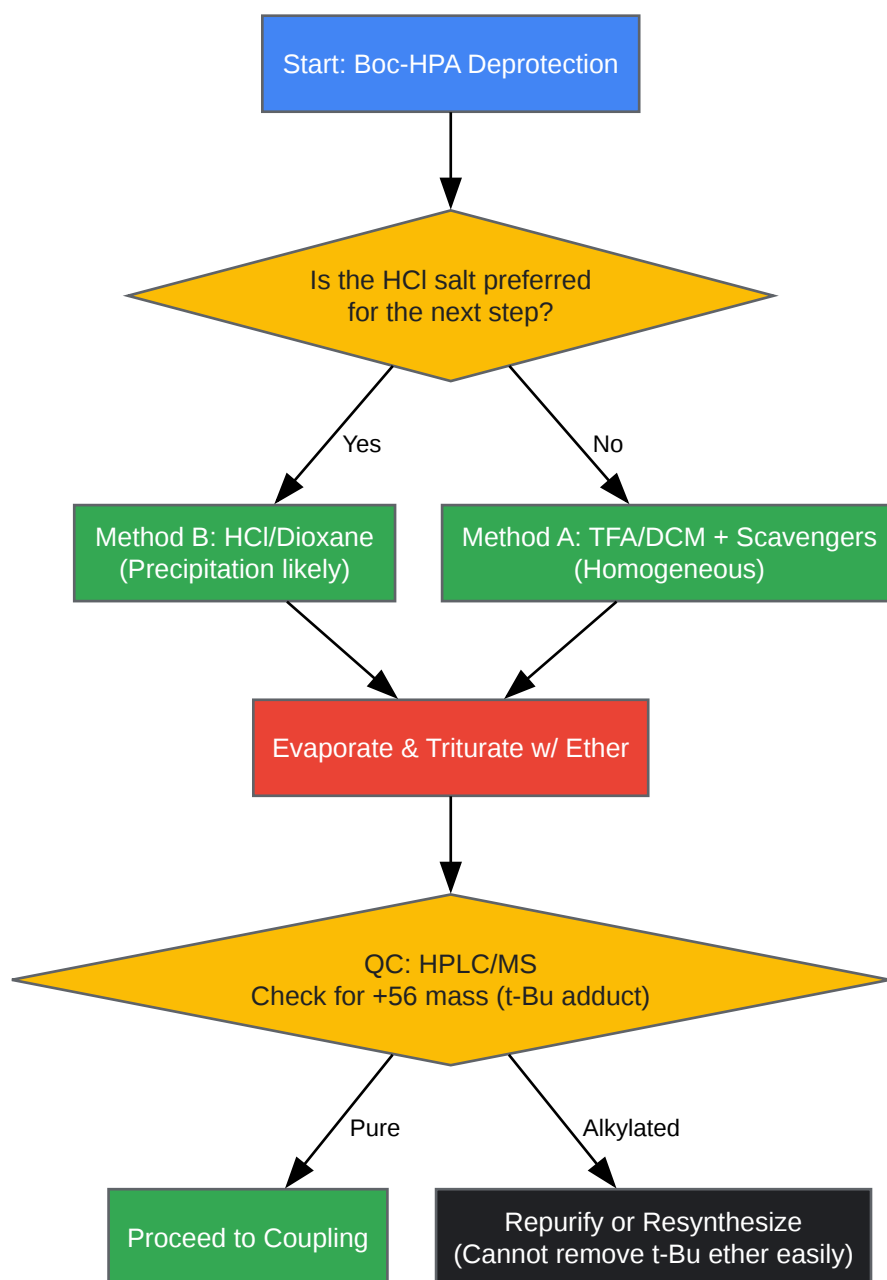 Start: Boc-HPA Deprotection
Is the HCl salt preferred
for the next step?
Yes
No
Method B: HCl/Dioxane
(Precipitation likely)
Method A: TFA/DCM + Scavengers
(Homogeneous)
Evaporate & Triturate w/ Ether
QC: HPLC/MS
Check for +56 mass (t-Bu adduct)
Pure
Alkylated
Proceed to Coupling
Repurify or Resynthesize
(Cannot remove t-Bu ether easily)